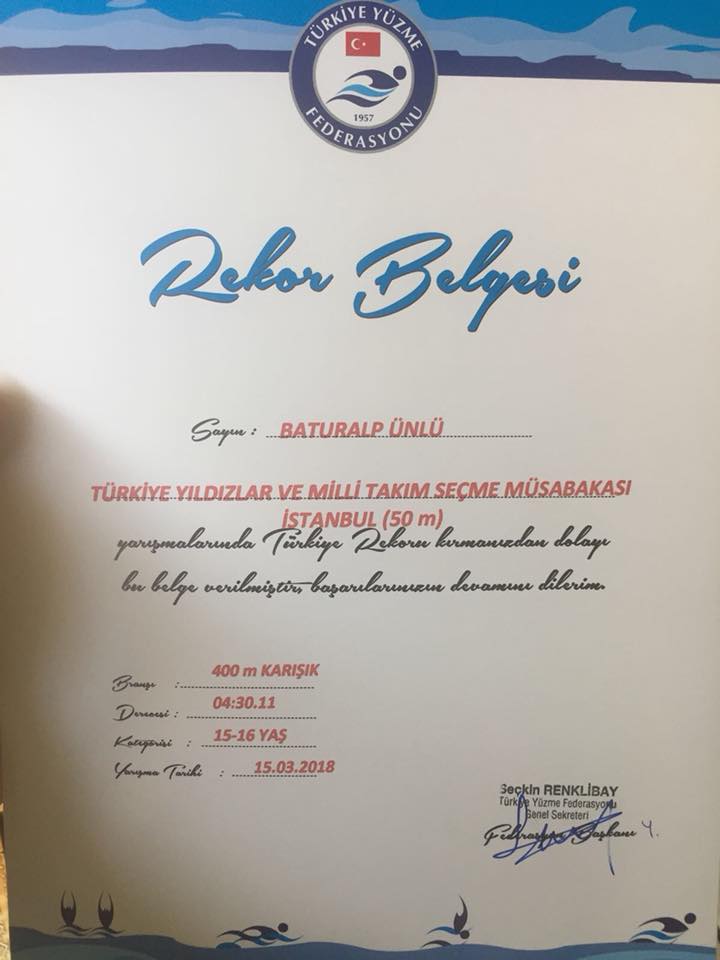 TÜRKİYE YÜZME
1957
FEDERASYONU
Rekor Belgesi
Sayın : BATURALP ÜNLÜ
TÜRKİYE YILDIZLAR VE MİLLİ TAKIM SEÇME MÜSABAKASI
İSTANBUL (50 m)
yarışmalarında Türkiye Rekoru kırmanızdan dolayı
bu belge verilmiştir, başarılarınızın devamını dilerim.
Branşı : 400 m KARIŞIK
Derecesi : 04:30.11
Kategorisi : 15-16 YAŞ
Yarışma Tarihi : 15.03.2018
Seçkin RENKLİBAY
Türkiye Yüzme Federasyonu
Genel Sekreteri
Federasyon Başkanı Y.